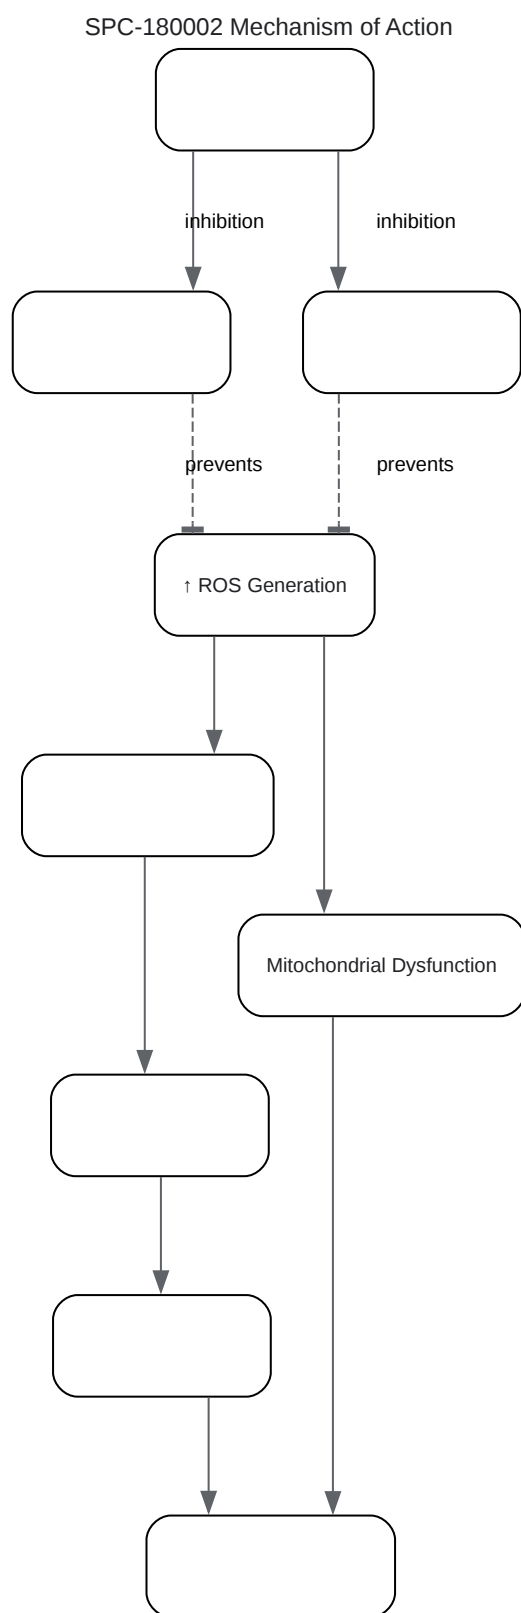 SPC-180002 Mechanism of Action
inhibition
inhibition
prevents
prevents
↑ ROS Generation
Mitochondrial Dysfunction